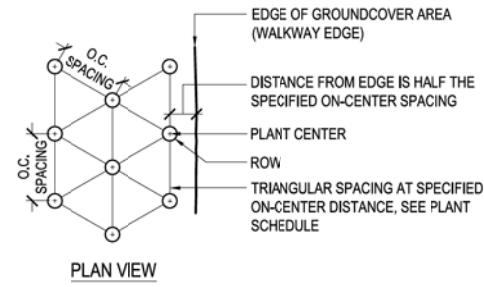 EDGE OF GROUNDCOVER AREA
(WALKWAY EDGE)
O.C.
SPACING
DISTANCE FROM EDGE IS HALF THE
SPECIFIED ON-CENTER SPACING
PLANT CENTER
ROW
O.C.
SPACING
TRIANGULAR SPACING AT SPECIFIED
ON-CENTER DISTANCE, SEE PLANT
SCHEDULE
PLAN VIEW